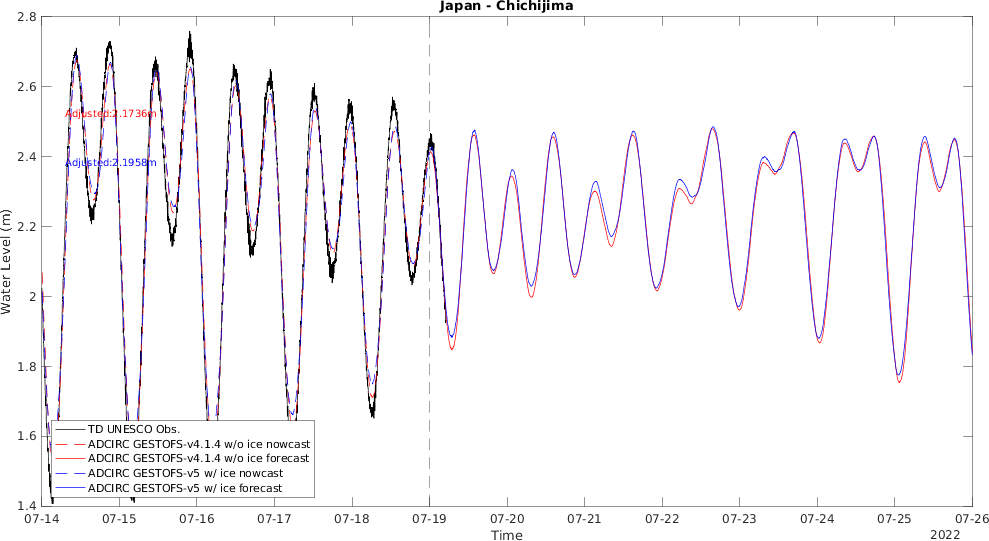 Japan - Chichijima
2.8
2.6
2.4
2.2
2
1.8
1.6
1.4
Water Level (m)
Adjusted:2.1736m
Adjusted:2.1958m
TD UNESCO Obs.
ADCIRC GESTOFS-v4.1.4 w/o ice nowcast
ADCIRC GESTOFS-v4.1.4 w/o ice forecast
ADCIRC GESTOFS-v5 w/ ice nowcast
ADCIRC GESTOFS-v5 w/ ice forecast
07-14 07-15 07-16 07-17 07-18 07-19 07-20 07-21 07-22 07-23 07-24 07-25 07-26
Time
2022